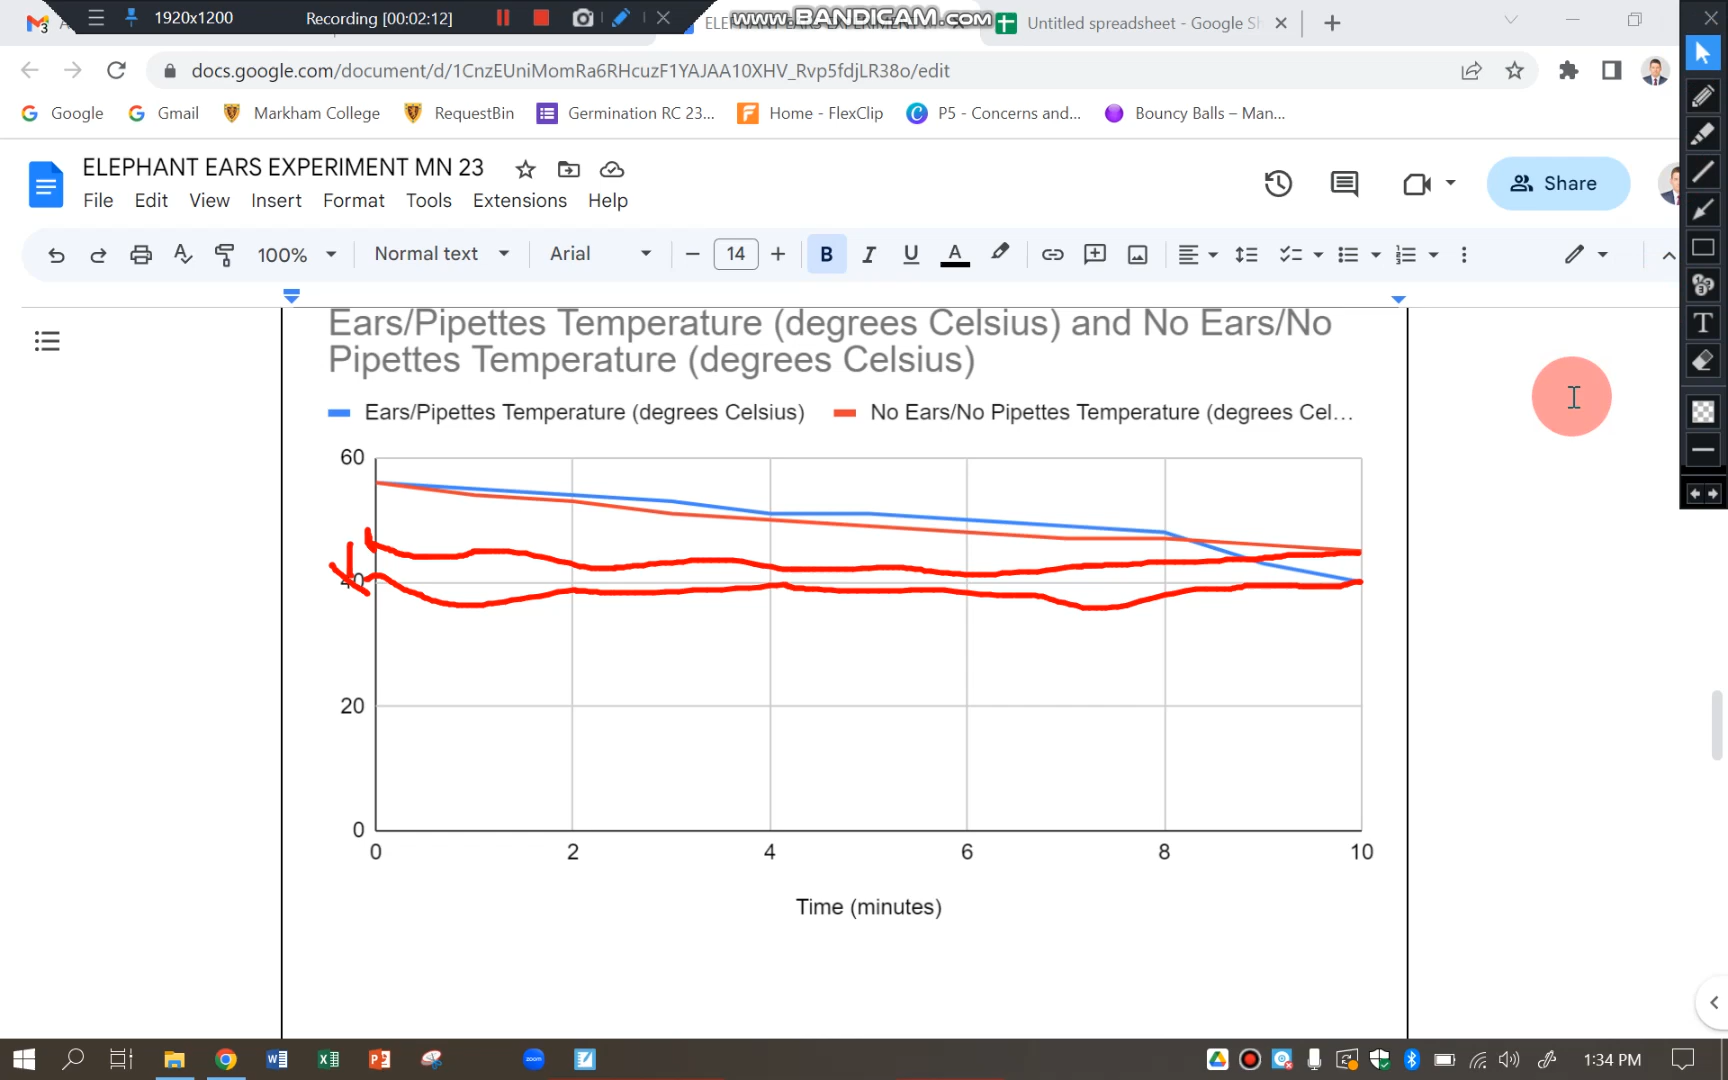 1920x1200
Recording [00:02:12]
www.BANDICAM.com
Untitled spreadsheet - Google Sh
docs.google.com/document/d/1CnzEUniMomRa6RHcuzF1YAJAA10XHV_Rvp5fdjLR38o/edit
Google Gmail Markham College RequestBin Germination RC 23... Home - FlexClip P5 - Concerns and... Bouncy Balls – Man...
ELEPHANT EARS EXPERIMENT MN 23
File Edit View Insert Format Tools Extensions Help
Share
100% Normal text Arial 14 B I U A
Ears/Pipettes Temperature (degrees Celsius) and No Ears/No
Pipettes Temperature (degrees Celsius)
Ears/Pipettes Temperature (degrees Celsius) No Ears/No Pipettes Temperature (degrees Cel...
60
40
20
0
0 2 4 6 8 10
Time (minutes)
zoom
1:34 PM